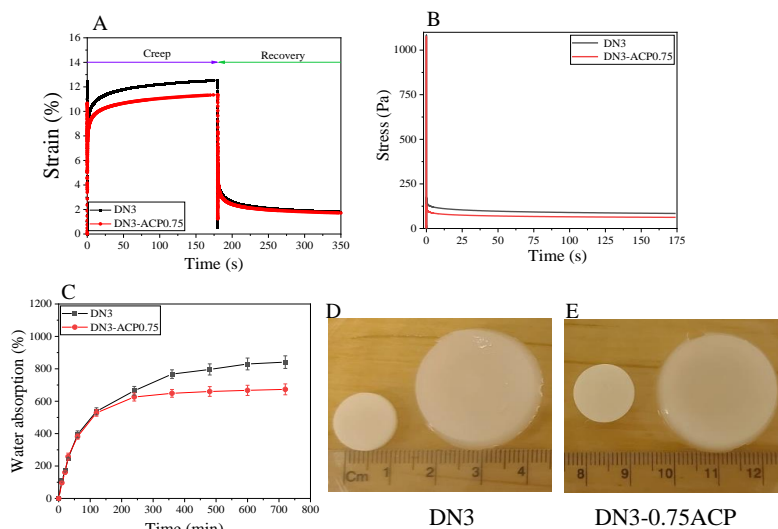 A
16
14
12
10
8
6
4
2
0
Strain (%)
Creep
Recovery
DN3
DN3-ACP0.75
0 50 100 150 200 250 300 350
Time (s)
B
1000
750
500
250
0
Stress (Pa)
DN3
DN3-ACP0.75
0 25 50 75 100 125 150 175
Time (s)
C
1200
1000
800
600
400
200
0
Water absorption (%)
DN3
DN3-ACP0.75
0 100 200 300 400 500 600 700 800
Time (min)
D
Cm 1 2 3 4
DN3
E
8 9 10 11 12
DN3-0.75ACP